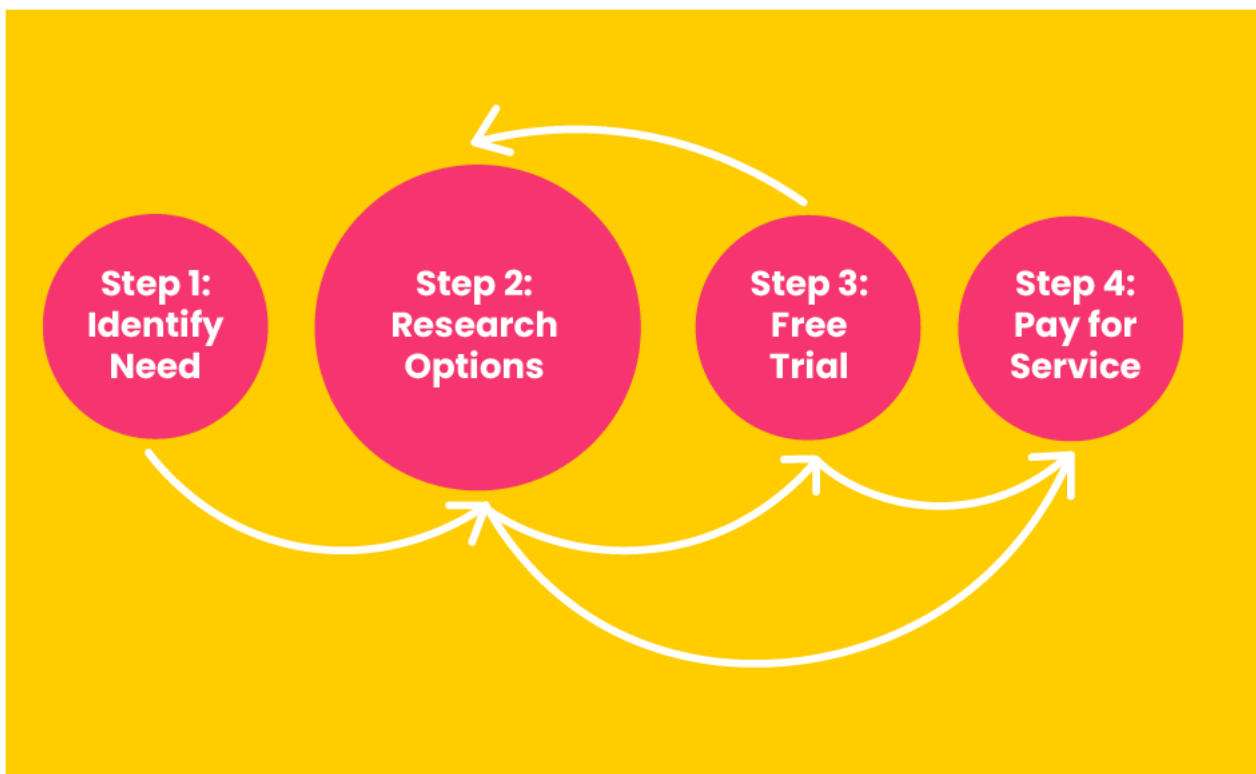 Step 1:
Identify
Need
Step 2:
Research
Options
Step 3:
Free
Trial
Step 4:
Pay for
Service